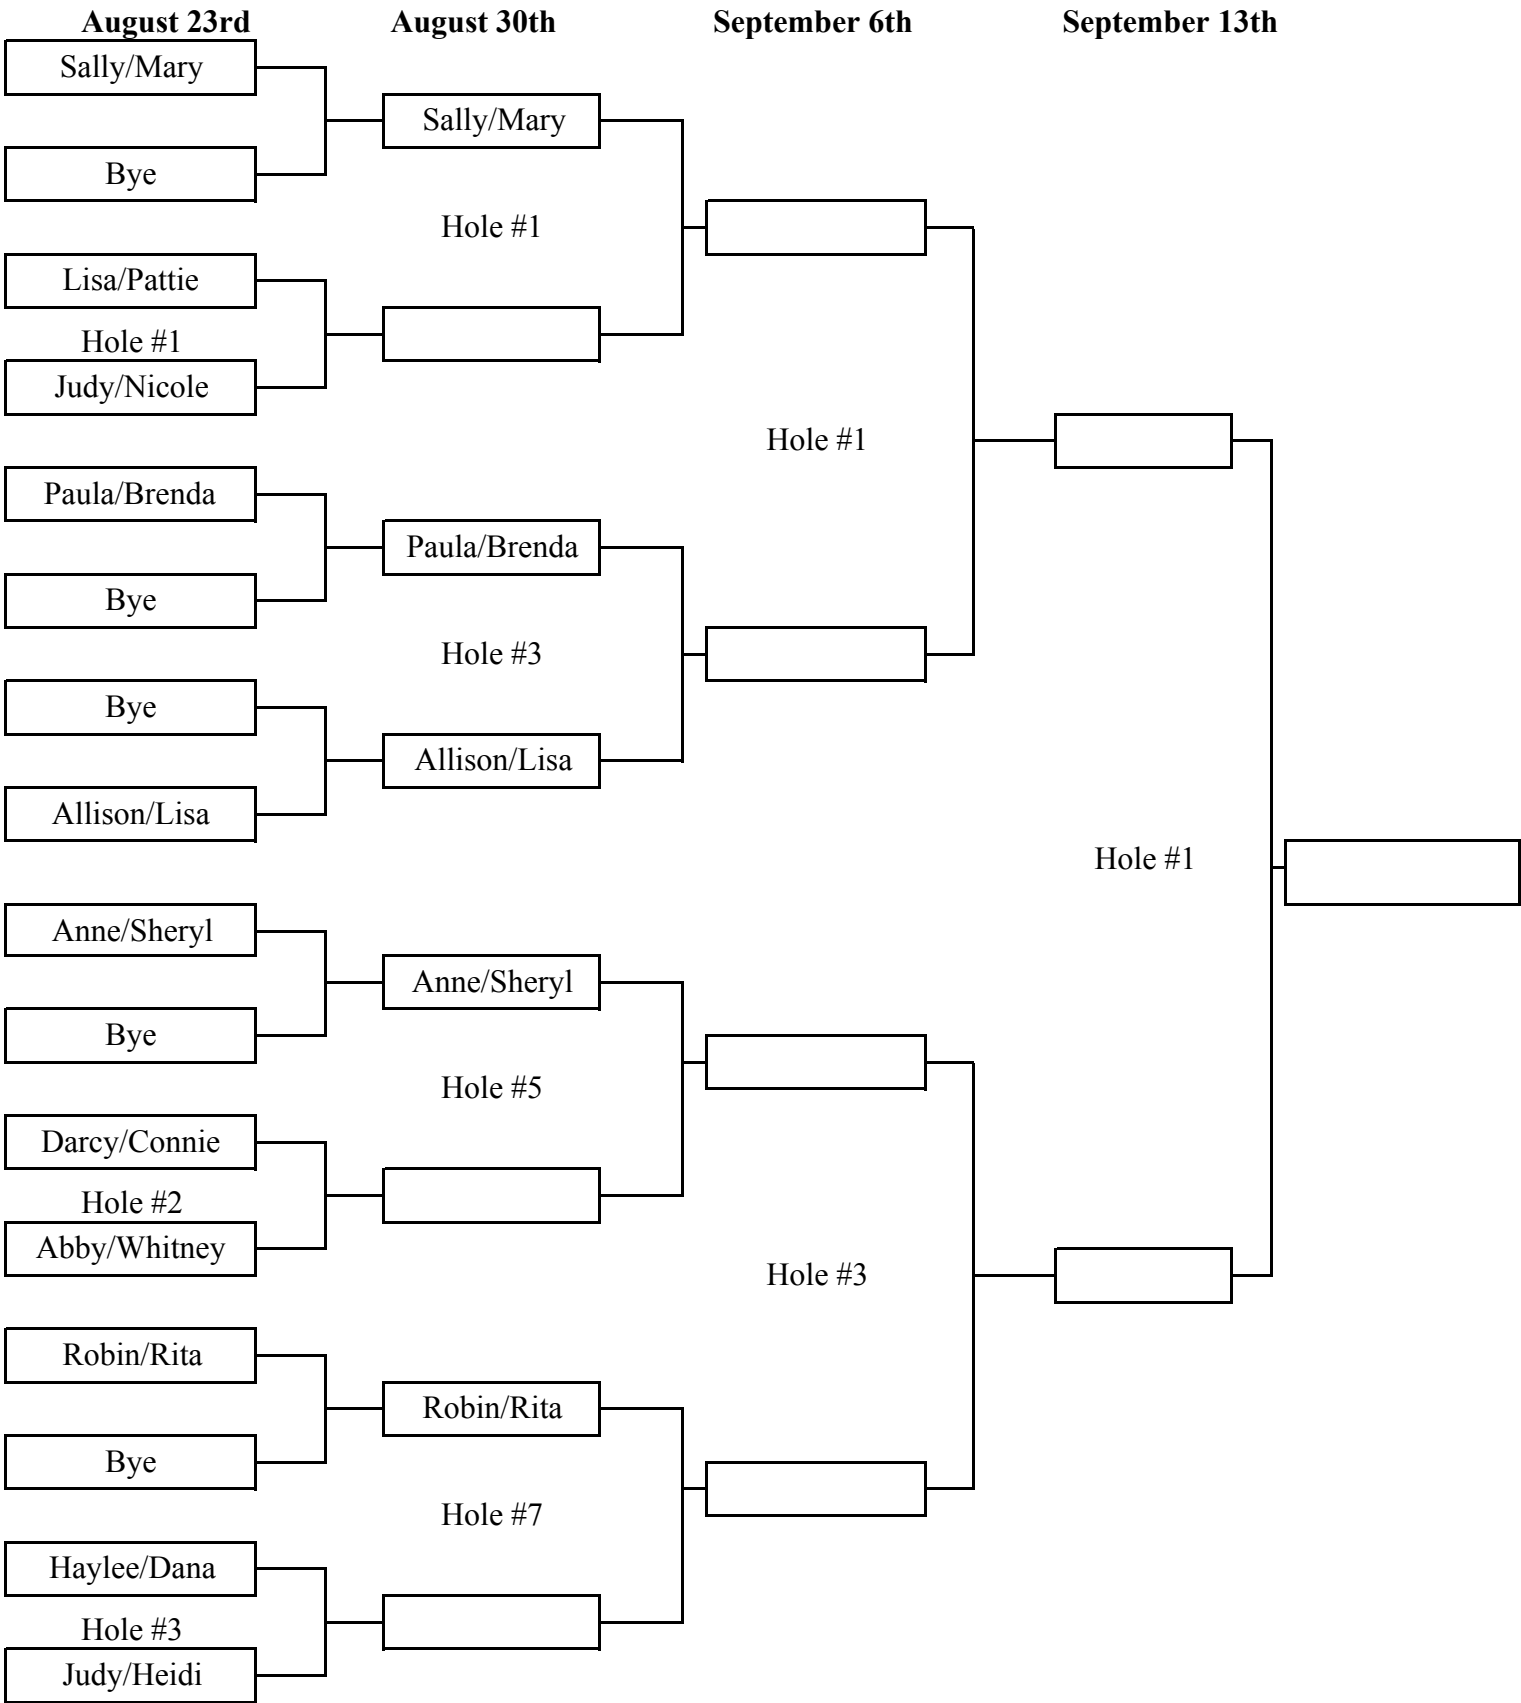 August 23rd August 30th September 6th September 13th
Sally/Mary
Sally/Mary
Bye
Hole #1
Lisa/Pattie
Hole #1
Judy/Nicole
Hole #1
Paula/Brenda
Paula/Brenda
Bye
Hole #3
Bye
Allison/Lisa
Allison/Lisa
Hole #1
Anne/Sheryl
Anne/Sheryl
Bye
Hole #5
Darcy/Connie
Hole #2
Abby/Whitney
Hole #3
Robin/Rita
Robin/Rita
Bye
Hole #7
Haylee/Dana
Hole #3
Judy/Heidi